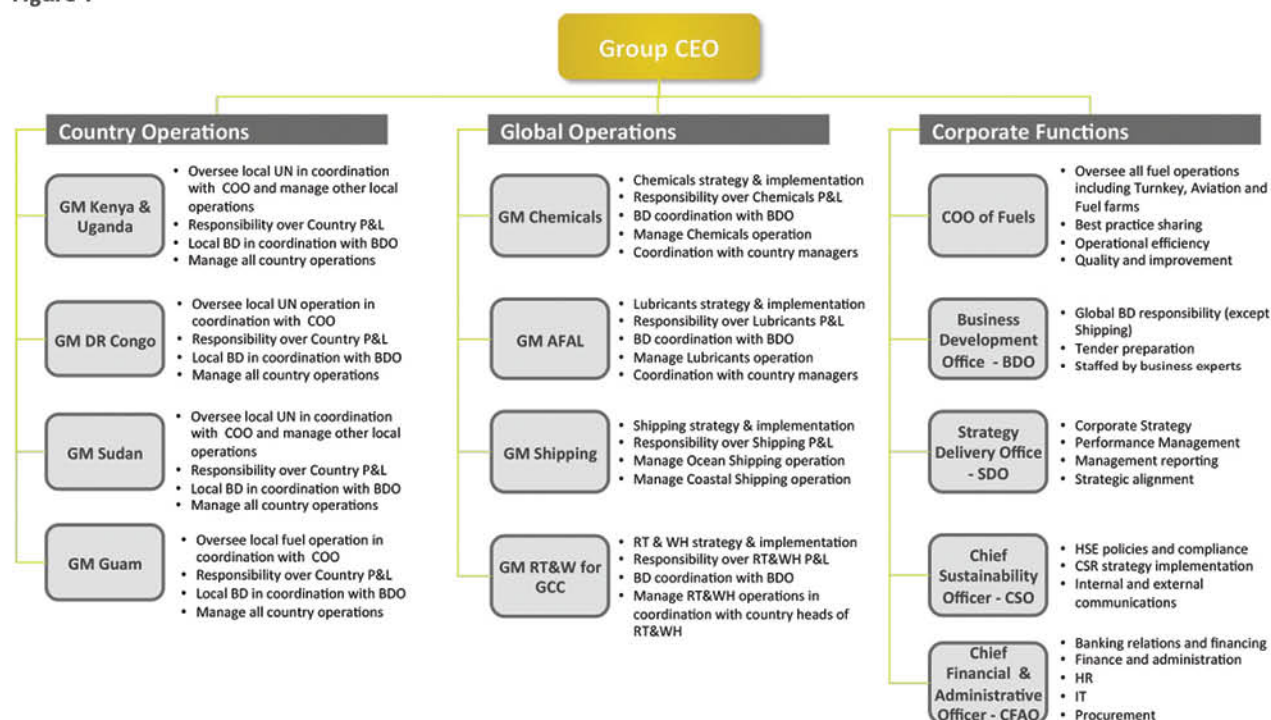 Figure 1
Group CEO
Country Operations
GM Kenya &
Uganda
• Oversee local UN in coordination
with COO and manage other local
operations
• Responsibility over Country P&L
• Local BD in coordination with BDO
• Manage all country operations
GM DR Congo
• Oversee local UN operation in
coordination with COO
• Responsibility over Country P&L
• Local BD in coordination with BDO
• Manage all country operations
GM Sudan
• Oversee local UN in coordination
with COO and manage other local
operations
• Responsibility over Country P&L
• Local BD in coordination with BDO
• Manage all country operations
GM Guam
• Oversee local fuel operation in
coordination with COO
• Responsibility over Country P&L
• Local BD in coordination with BDO
• Manage all country operations
Global Operations
GM Chemicals
• Chemicals strategy & implementation
• Responsibility over Chemicals P&L
• BD coordination with BDO
• Manage Chemicals operation
• Coordination with country managers
GM AFAL
• Lubricants strategy & implementation
• Responsibility over Lubricants P&L
• BD coordination with BDO
• Manage Lubricants operation
• Coordination with country managers
GM Shipping
• Shipping strategy & implementation
• Responsibility over Shipping P&L
• Manage Ocean Shipping operation
• Manage Coastal Shipping operation
GM RT&W for
GCC
• RT & WH strategy & implementation
• Responsibility over RT&WH P&L
• BD coordination with BDO
• Manage RT&WH operations in
coordination with country heads of
RT&WH
Corporate Functions
COO of Fuels
• Oversee all fuel operations
including Turnkey, Aviation and
Fuel farms
• Best practice sharing
• Operational efficiency
• Quality and improvement
Business
Development
Office - BDO
• Global BD responsibility (except
Shipping)
• Tender preparation
• Staffed by business experts
Strategy
Delivery Office
- SDO
• Corporate Strategy
• Performance Management
• Management reporting
• Strategic alignment
Chief
Sustainability
Officer - CSO
• HSE policies and compliance
• CSR strategy implementation
• Internal and external
communications
Chief
Financial &
Administrative
Officer - CFAO
• Banking relations and financing
• Finance and administration
• HR
• IT
• Procurement